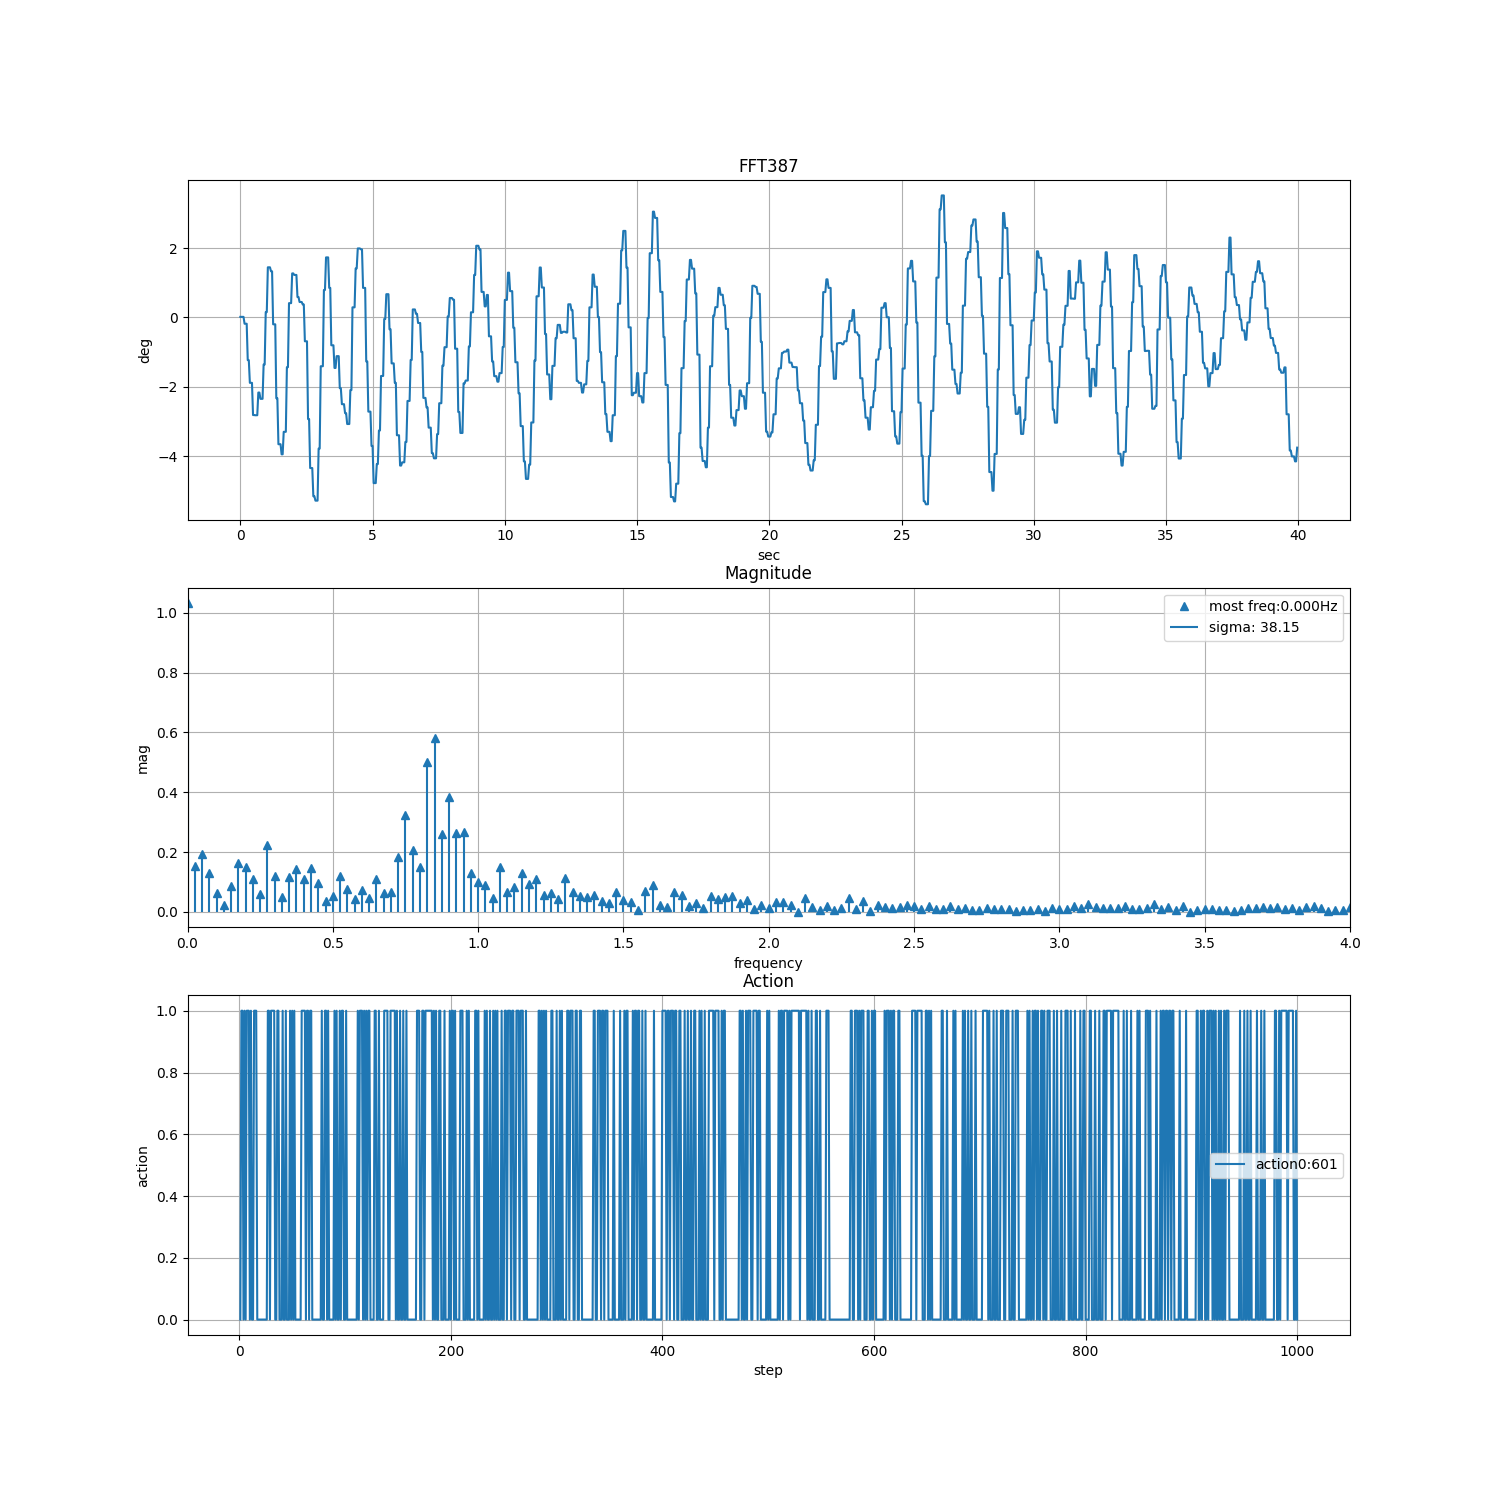 FFT387
2
0
−2
−4
deg
0 5 10 15 20 25 30 35 40
sec
Magnitude
1.0
0.8
0.6
0.4
0.2
0.0
mag
most freq:0.000Hz
sigma: 38.15
0.0 0.5 1.0 1.5 2.0 2.5 3.0 3.5 4.0
frequency
Action
1.0
0.8
0.6
0.4
0.2
0.0
action
action0:601
0 200 400 600 800 1000
step